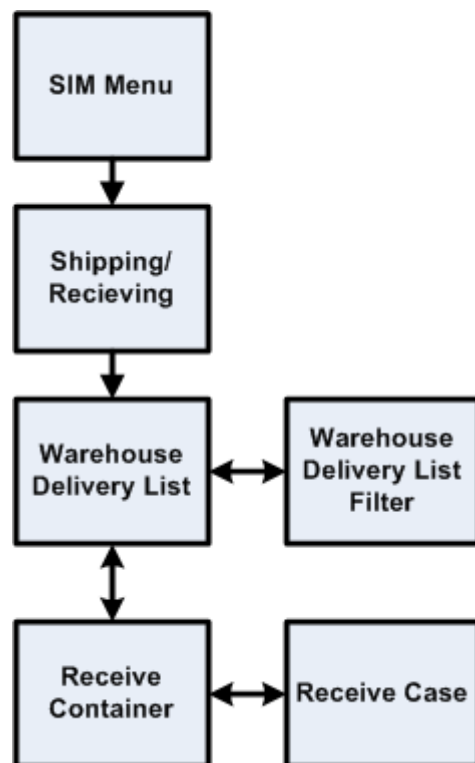 SIM Menu
Shipping/
Recieving
Warehouse
Delivery List
Warehouse
Delivery List
Filter
Receive
Container
Receive Case